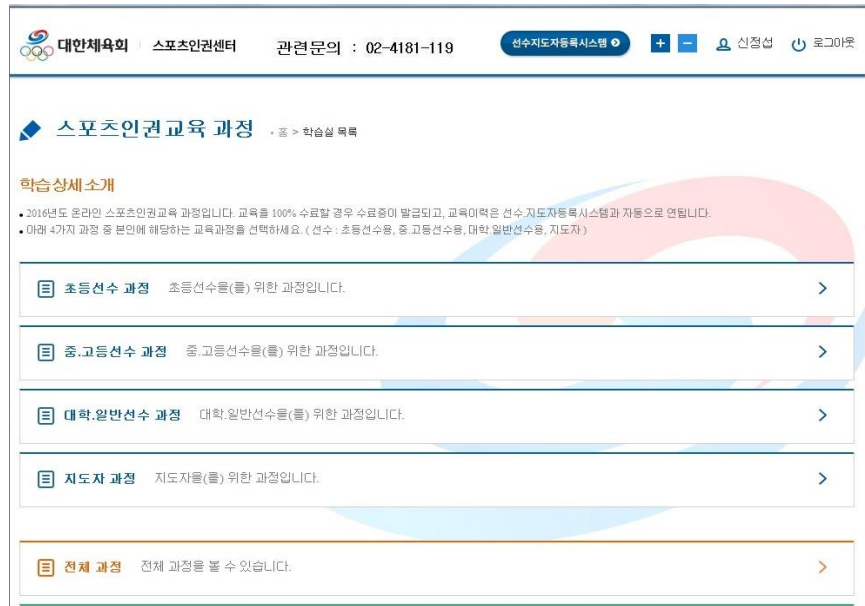 대한체육회 스포츠인권센터 관련문의 : 02-4181-119 선수지도자등록시스템 + - 신정섭 로그아웃
스포츠인권교육 과정 • 홈 > 학습실 목록
학습상세소개
• 2016년도 온라인 스포츠인권교육 과정입니다. 교육을 100% 수료할 경우 수료증이 발급되고, 교육이력은 선수.지도자등록시스템과 자동으로 연됩니다.
• 아래 4가지 과정 중 본인에 해당하는 교육과정을 선택하세요. ( 선수 : 초등선수용, 중.고등선수용, 대학.일반선수용, 지도자 )
초등선수 과정 초등선수을(를) 위한 과정입니다.
중.고등선수 과정 중.고등선수을(를) 위한 과정입니다.
대학.일반선수 과정 대학.일반선수을(를) 위한 과정입니다.
지도자 과정 지도자을(를) 위한 과정입니다.
전체 과정 전체 과정을 볼 수 있습니다.